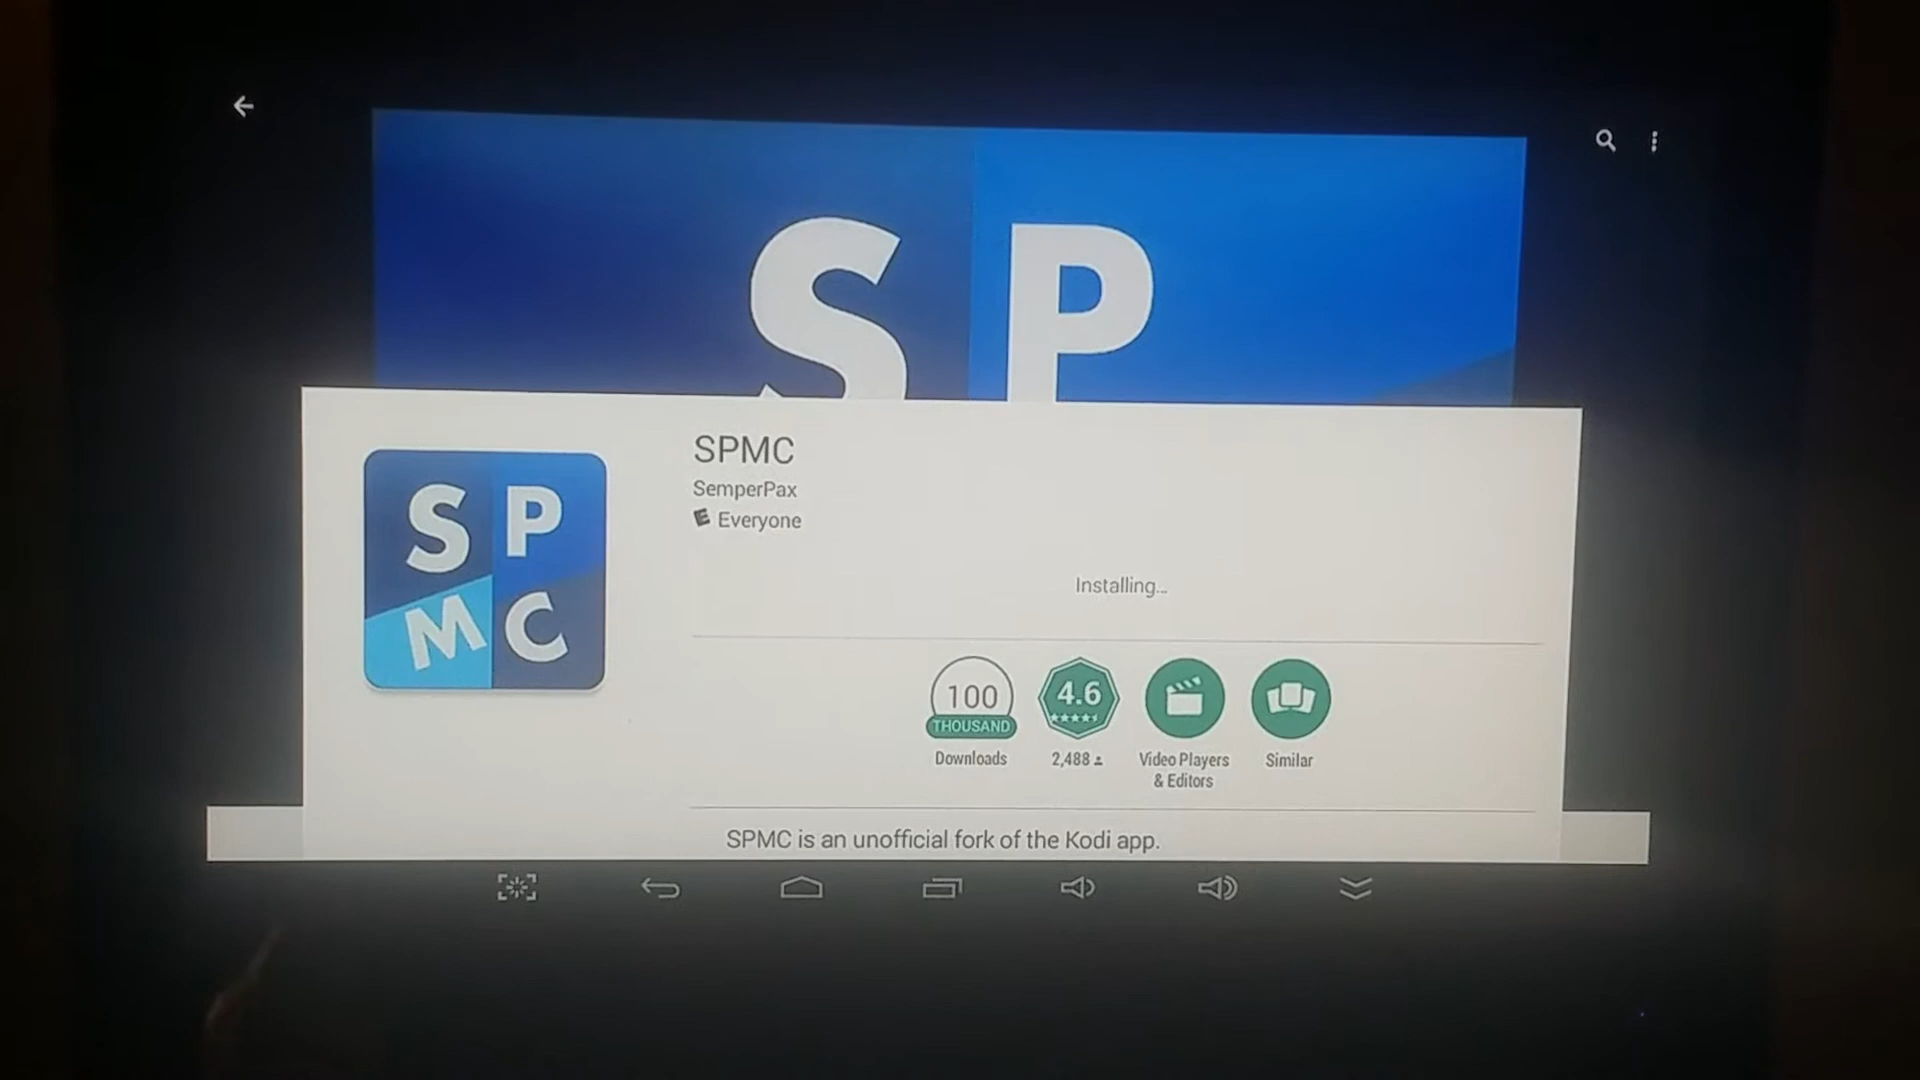 S P
SPMC
SemperPax
E Everyone
S P
M C
Installing...
100
THOUSAND
Downloads
4.6
2,488
Video Players
& Editors
Similar
SPMC is an unofficial fork of the Kodi app.